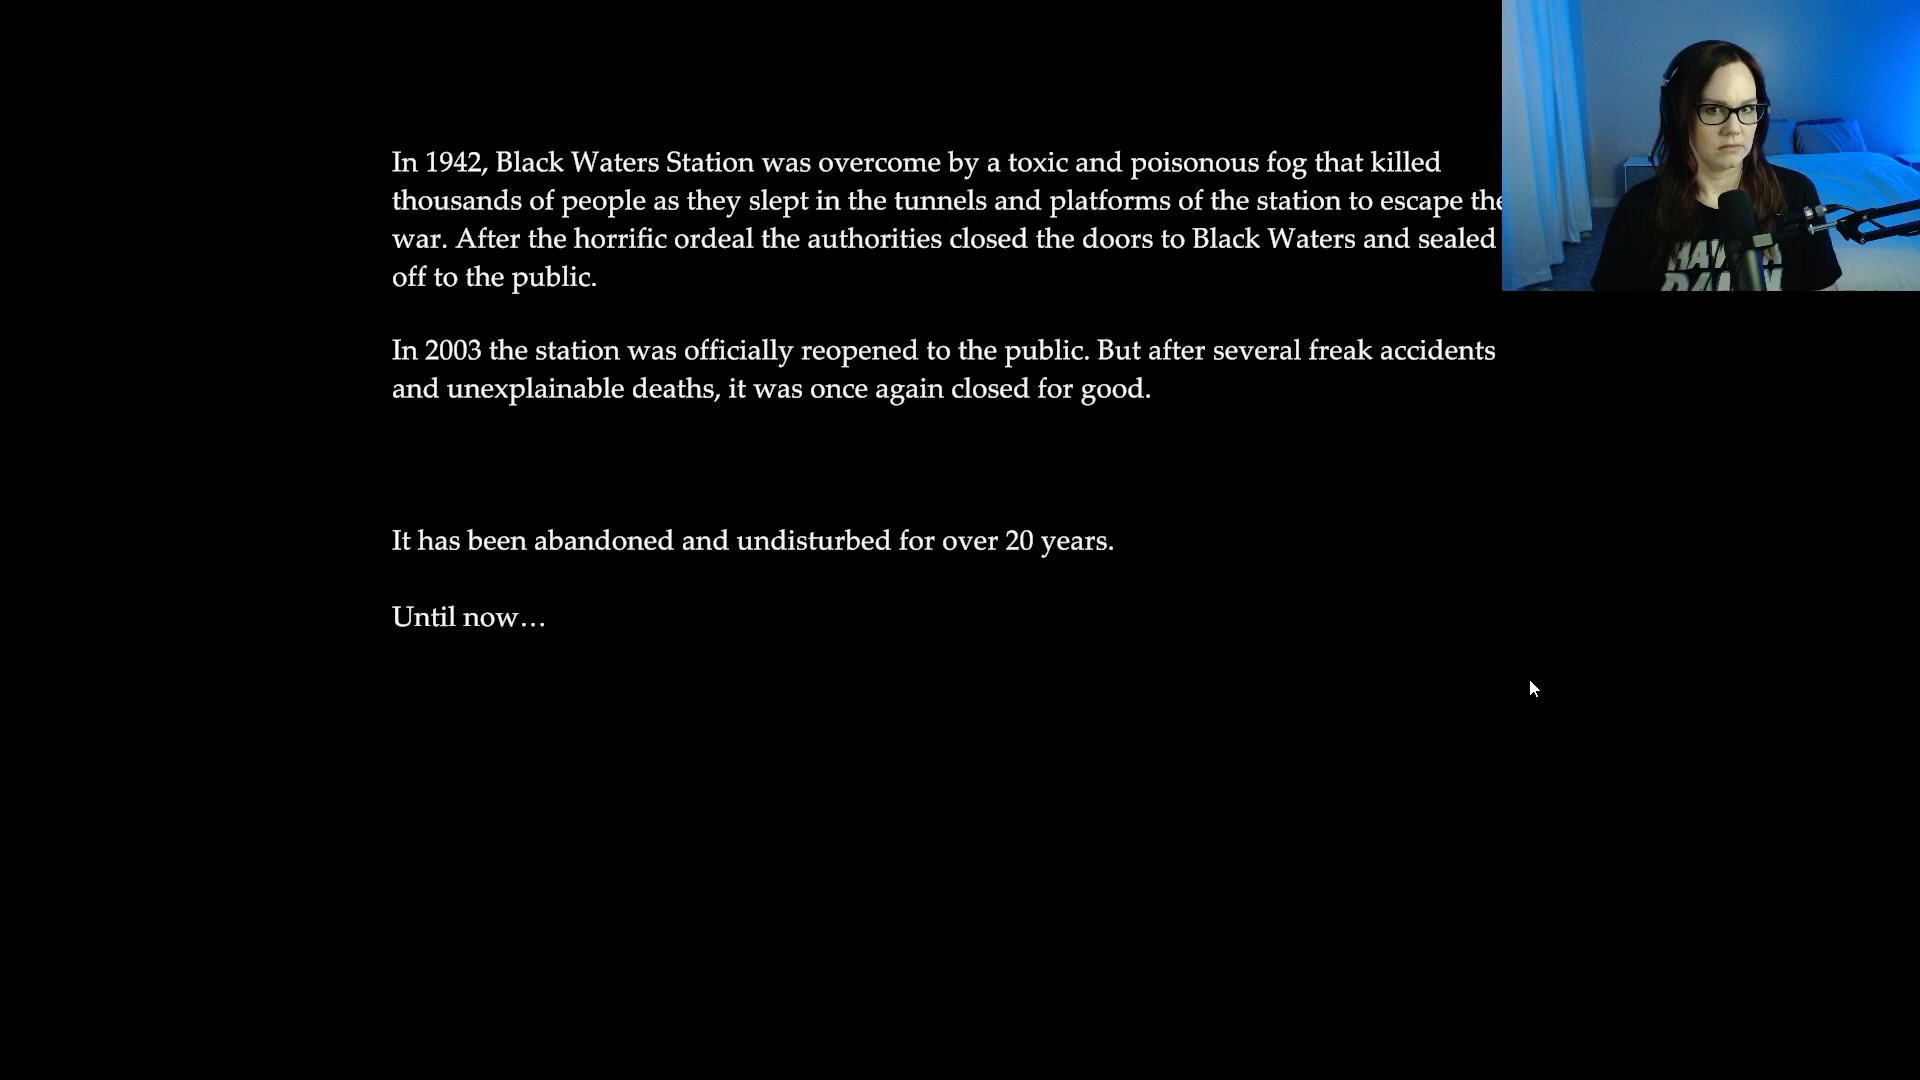 In 1942, Black Waters Station was overcome by a toxic and poisonous fog that killed
thousands of people as they slept in the tunnels and platforms of the station to escape the
war. After the horrific ordeal the authorities closed the doors to Black Waters and sealed
off to the public.
In 2003 the station was officially reopened to the public. But after several freak accidents
and unexplainable deaths, it was once again closed for good.
It has been abandoned and undisturbed for over 20 years.
Until now…